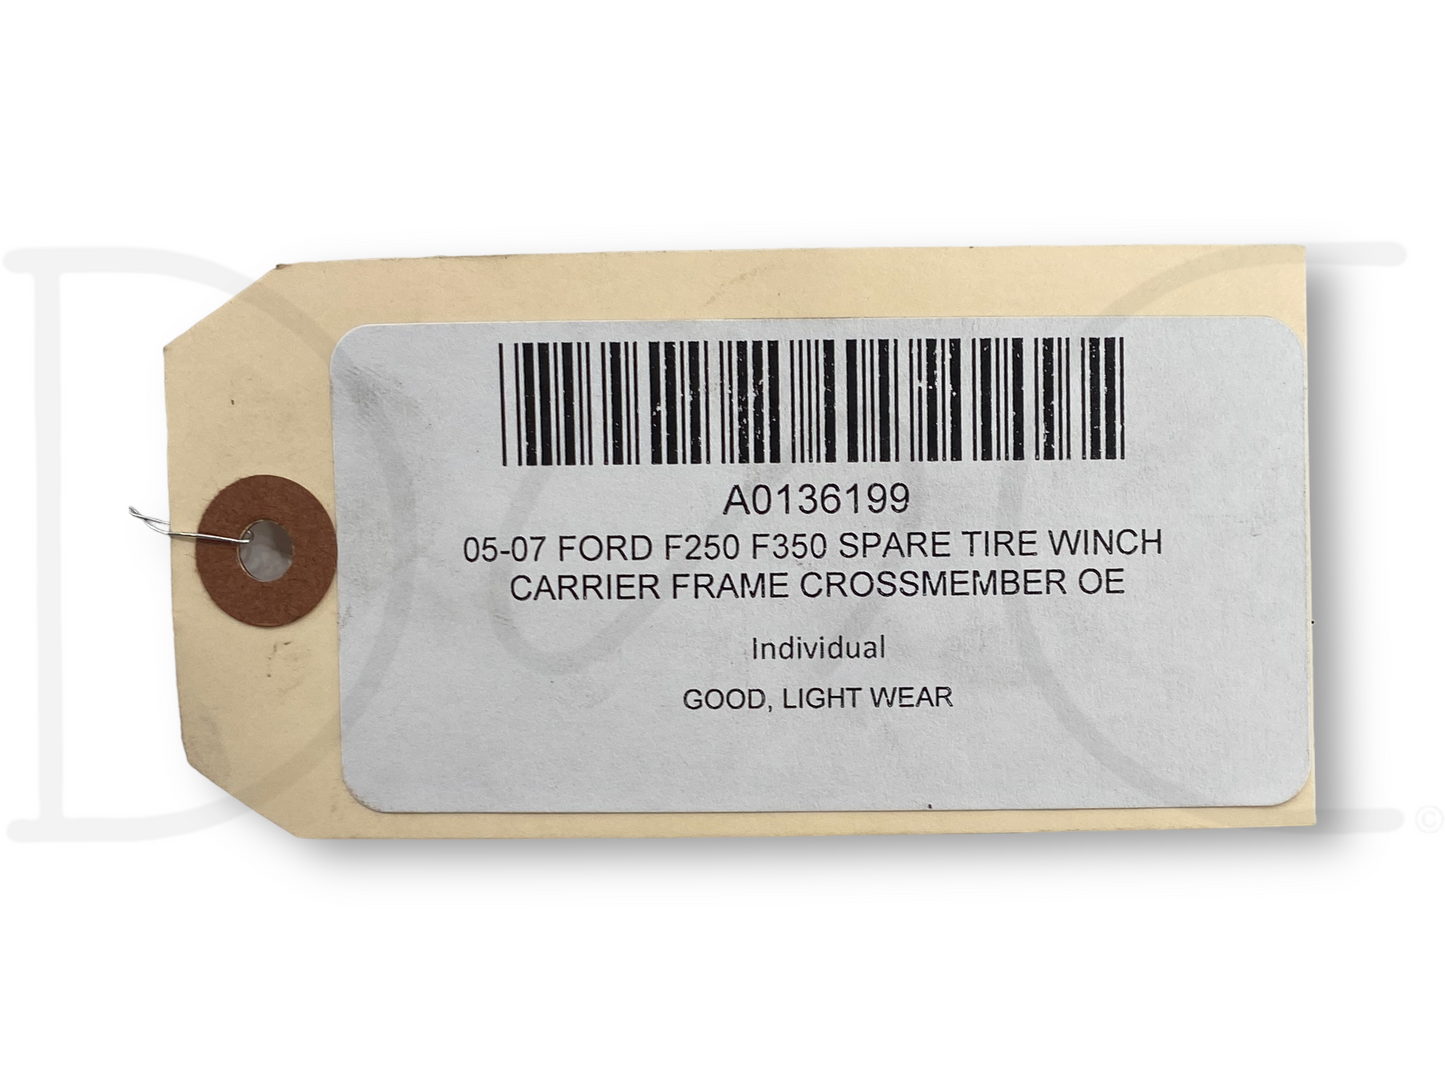 A0136199
05-07 FORD F250 F350 SPARE TIRE WINCH
CARRIER FRAME CROSSMEMBER OE
Individual
GOOD, LIGHT WEAR
©